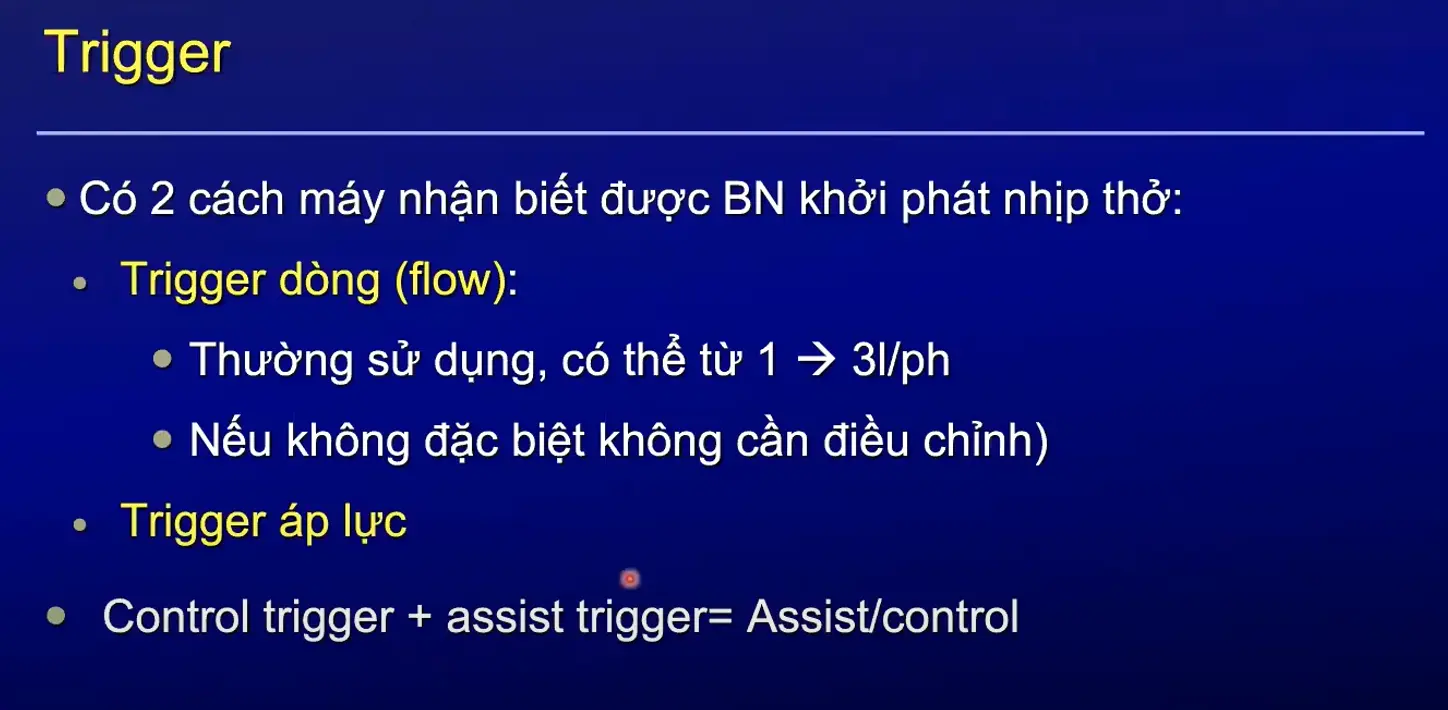 Trigger
Có 2 cách máy nhận biết được BN khởi phát nhịp thở:
Trigger dòng (flow):
Thường sử dụng, có thể từ 1 → 3l/ph
Nếu không đặc biệt không cần điều chỉnh)
Trigger áp lực
Control trigger + assist trigger= Assist/control